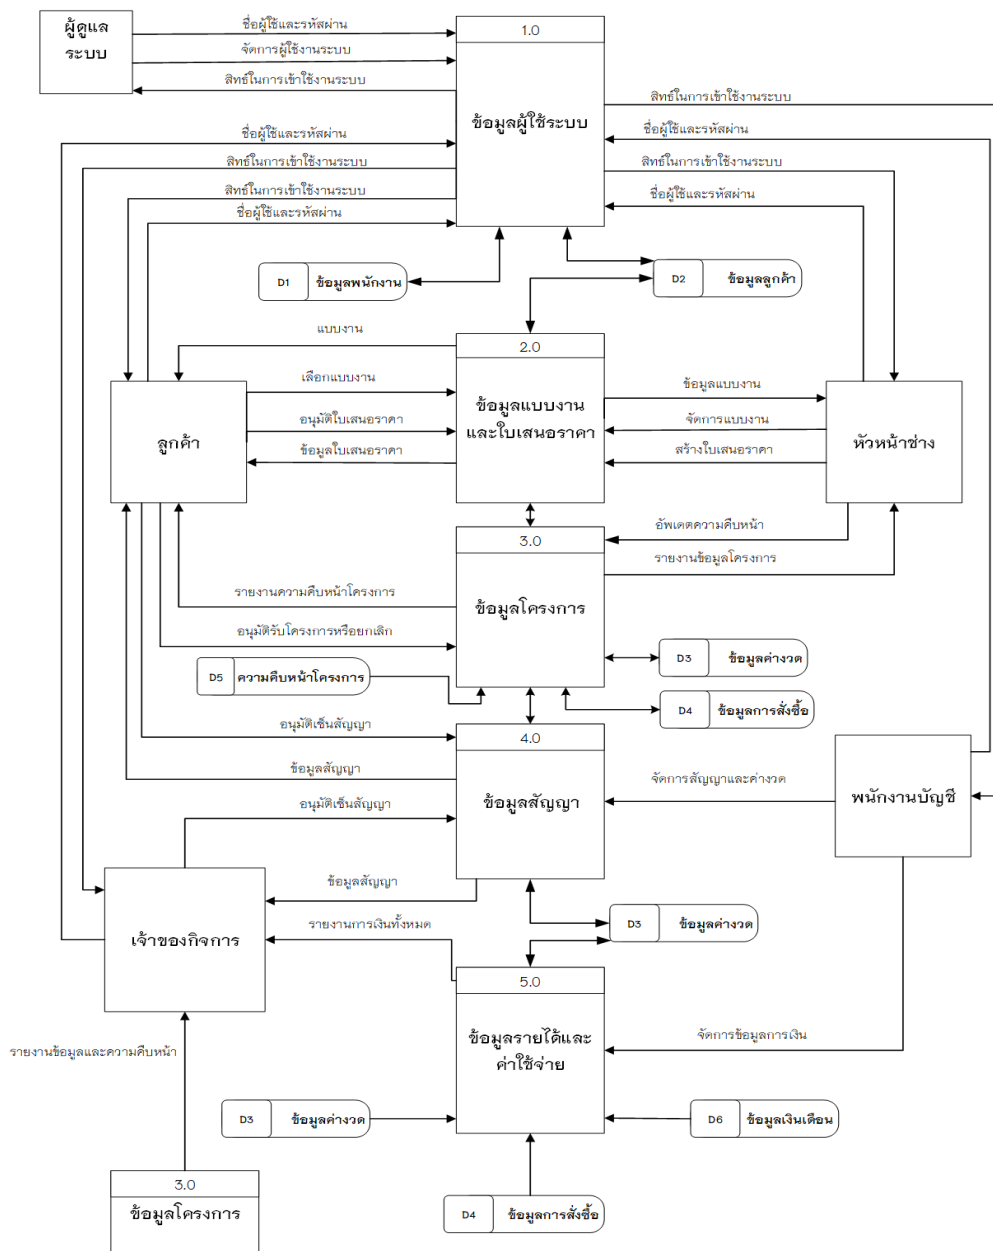 ผู้ดูแล
ระบบ
ชื่อผู้ใช้และรหัสผ่าน
จัดการผู้ใช้งานระบบ
สิทธ์ในการเข้าใช้งานระบบ
1.0
ข้อมูลผู้ใช้ระบบ
สิทธ์ในการเข้าใช้งานระบบ
ชื่อผู้ใช้และรหัสผ่าน
ชื่อผู้ใช้และรหัสผ่าน
สิทธ์ในการเข้าใช้งานระบบ
สิทธ์ในการเข้าใช้งานระบบ
สิทธ์ในการเข้าใช้งานระบบ
ชื่อผู้ใช้และรหัสผ่าน
ชื่อผู้ใช้และรหัสผ่าน
D1 ข้อมูลพนักงาน
D2 ข้อมูลลูกค้า
แบบงาน
2.0
ข้อมูลแบบงาน
และใบเสนอราคา
เลือกแบบงาน
อนุมัติใบเสนอราคา
ข้อมูลใบเสนอราคา
ลูกค้า
ข้อมูลแบบงาน
จัดการแบบงาน
สร้างใบเสนอราคา
หัวหน้าช่าง
อัพเดตความคืบหน้า
รายงานข้อมูลโครงการ
3.0
ข้อมูลโครงการ
รายงานความคืบหน้าโครงการ
อนุมัติรับโครงการหรือยกเลิก
D5 ความคืบหน้าโครงการ
D3 ข้อมูลค่างวด
D4 ข้อมูลการสั่งซื้อ
อนุมัติเซ็นสัญญา
ข้อมูลสัญญา
4.0
ข้อมูลสัญญา
จัดการสัญญาและค่างวด
พนักงานบัญชี
อนุมัติเซ็นสัญญา
ข้อมูลสัญญา
รายงานการเงินทั้งหมด
D3 ข้อมูลค่างวด
เจ้าของกิจการ
5.0
ข้อมูลรายได้และ
ค่าใช้จ่าย
จัดการข้อมูลการเงิน
รายงานข้อมูลและความคืบหน้า
D3 ข้อมูลค่างวด
D6 ข้อมูลเงินเดือน
3.0
ข้อมูลโครงการ
D4 ข้อมูลการสั่งซื้อ